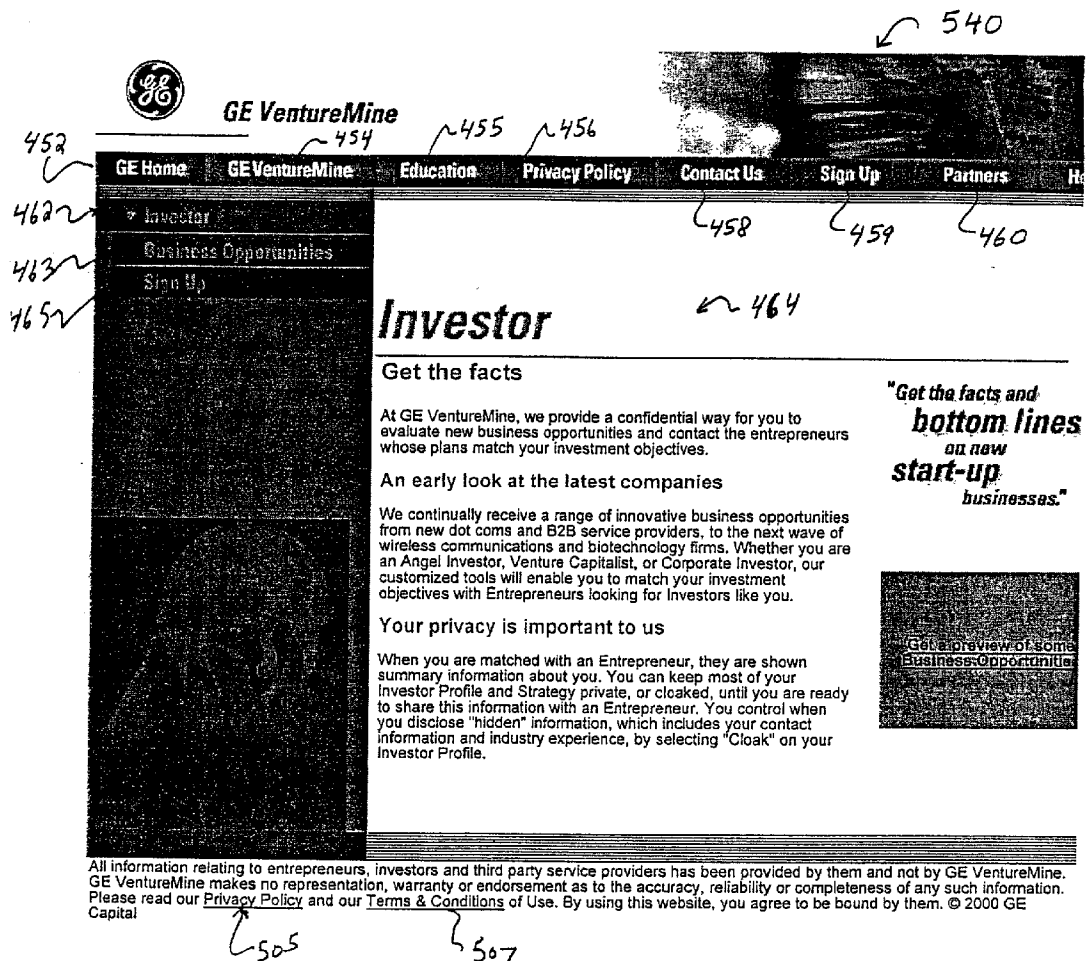 540
GE
GE VentureMine
452
454
455
456
GE Home GE VentureMine Education Privacy Policy Contact Us Sign Up Partners
462
Investor
458
459
460
463
Business Opportunities
465
Sign Up
Investor
464
Get the facts
At GE VentureMine, we provide a confidential way for you to
evaluate new business opportunities and contact the entrepreneurs
whose plans match your investment objectives.
An early look at the latest companies
We continually receive a range of innovative business opportunities
from new dot coms and B2B service providers, to the next wave of
wireless communications and biotechnology firms. Whether you are
an Angel Investor, Venture Capitalist, or Corporate Investor, our
customized tools will enable you to match your investment
objectives with Entrepreneurs looking for Investors like you.
Your privacy is important to us
When you are matched with an Entrepreneur, they are shown
summary information about you. You can keep most of your
Investor Profile and Strategy private, or cloaked, until you are ready
to share this information with an Entrepreneur. You control when
you disclose "hidden" information, which includes your contact
information and industry experience, by selecting "Cloak" on your
Investor Profile.
"Get the facts and
bottom lines
on new
start-up
businesses."
Get a preview of some
Business Opportunitie
All information relating to entrepreneurs, investors and third party service providers has been provided by them and not by GE VentureMine.
GE VentureMine makes no representation, warranty or endorsement as to the accuracy, reliability or completeness of any such information.
Please read our Privacy Policy and our Terms & Conditions of Use. By using this website, you agree to be bound by them. © 2000 GE
Capital
505
507